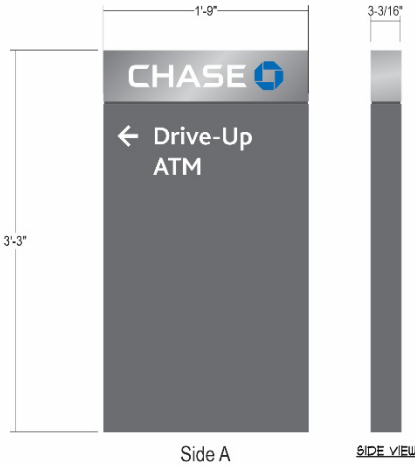 1'-9"
3-3/16"
CHASE
← Drive-Up
ATM
3'-3"
Side A
SIDE VIEW